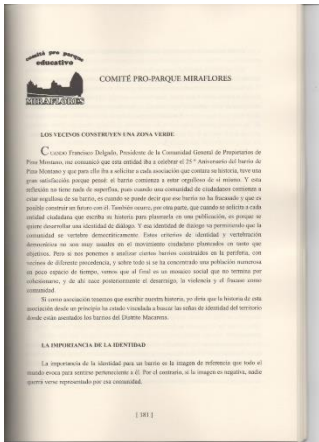 comité pro parque
educativo
MIRAFLORES
COMITÉ PRO-PARQUE MIRAFLORES
LOS VECINOS CONSTRUYEN UNA ZONA VERDE
CUANDO Francisco Delgado, Presidente de la Comunidad General de Propietarios de
Pino Montano, me comunicó que esta entidad iba a celebrar el 25º Aniversario del barrio de
Pino Montano y que para ello iba a solicitar a cada asociación que contara su historia, tuve una
gran satisfacción porque pensé: el barrio comienza a estar orgulloso de sí mismo. Y esta
reflexión no tiene nada de superflua, pues cuando una comunidad de ciudadanos comienza a
estar orgullosa de su barrio, es cuando se puede decir que ese barrio no ha fracasado y que es
posible construir un futuro con él. También ocurre, por otra parte, que cuando se solicita a cada
entidad ciudadana que escriba su historia para plasmarla en una publicación, es porque se
quiere desarrollar una identidad de diálogo. Y esa identidad de diálogo va permitiendo que la
comunidad se vertebre democráticamente. Estos criterios de identidad y vertebración
democrática no son muy usuales en el movimiento ciudadano planteados en tanto que
objetivos. Pero si nos ponemos a analizar ciertos barrios construidos en la periferia, con
vecinos de diferente procedencia, y sobre todo si se ha concentrado una población numerosa
en poco espacio de tiempo, vemos que al final es un mosaico social que no termina por
cohesionarse, y de ahí nace posteriormente el desarraigo, la violencia y el fracaso como
comunidad.
Si como asociación tenemos que escribir nuestra historia, yo diría que la historia de esta
asociación desde un principio ha estado vinculada a buscar las señas de identidad del territorio
donde están asentados los barrios del Distrito Macarena.
LA IMPORTANCIA DE LA IDENTIDAD
La importancia de la identidad para un barrio es la imagen de referencia que todo el
mundo evoca para sentirse perteneciente a él. Por el contrario, si la imagen es negativa, nadie
querrá verse representado por esa comunidad.
[ 181 ]